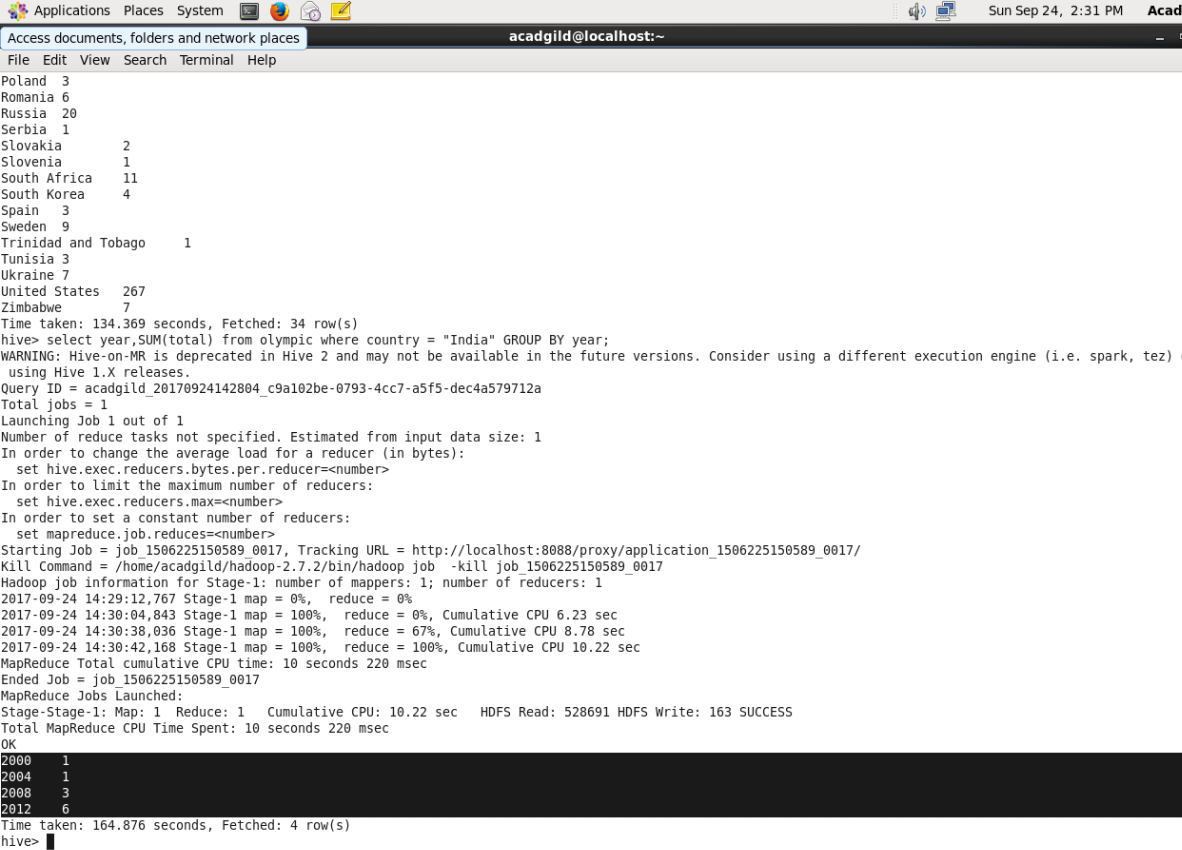 Applications Places System Sun Sep 24, 2:31 PM Acad
Access documents, folders and network places
acadgild@localhost:~
File Edit View Search Terminal Help
Poland 3
Romania 6
Russia 20
Serbia 1
Slovakia 2
Slovenia 1
South Africa 11
South Korea 4
Spain 3
Sweden 9
Trinidad and Tobago 1
Tunisia 3
Ukraine 7
United States 267
Zimbabwe 7
Time taken: 134.369 seconds, Fetched: 34 row(s)
hive> select year,SUM(total) from olympic where country = "India" GROUP BY year;
WARNING: Hive-on-MR is deprecated in Hive 2 and may not be available in the future versions. Consider using a different execution engine (i.e. spark, tez)
using Hive 1.X releases.
Query ID = acadgild_20170924142804_c9a102be-0793-4cc7-a5f5-dec4a579712a
Total jobs = 1
Launching Job 1 out of 1
Number of reduce tasks not specified. Estimated from input data size: 1
In order to change the average load for a reducer (in bytes):
set hive.exec.reducers.bytes.per.reducer=<number>
In order to limit the maximum number of reducers:
set hive.exec.reducers.max=<number>
In order to set a constant number of reducers:
set mapreduce.job.reduces=<number>
Starting Job = job_1506225150589_0017, Tracking URL = http://localhost:8088/proxy/application_1506225150589_0017/
Kill Command = /home/acadgild/hadoop-2.7.2/bin/hadoop job  -kill job_1506225150589_0017
Hadoop job information for Stage-1: number of mappers: 1; number of reducers: 1
2017-09-24 14:29:12,767 Stage-1 map = 0%,  reduce = 0%
2017-09-24 14:30:04,843 Stage-1 map = 100%,  reduce = 0%, Cumulative CPU 6.23 sec
2017-09-24 14:30:38,036 Stage-1 map = 100%,  reduce = 67%, Cumulative CPU 8.78 sec
2017-09-24 14:30:42,168 Stage-1 map = 100%,  reduce = 100%, Cumulative CPU 10.22 sec
MapReduce Total cumulative CPU time: 10 seconds 220 msec
Ended Job = job_1506225150589_0017
MapReduce Jobs Launched:
Stage-Stage-1: Map: 1  Reduce: 1   Cumulative CPU: 10.22 sec   HDFS Read: 528691 HDFS Write: 163 SUCCESS
Total MapReduce CPU Time Spent: 10 seconds 220 msec
OK
2000 1
2004 1
2008 3
2012 6
Time taken: 164.876 seconds, Fetched: 4 row(s)
hive>